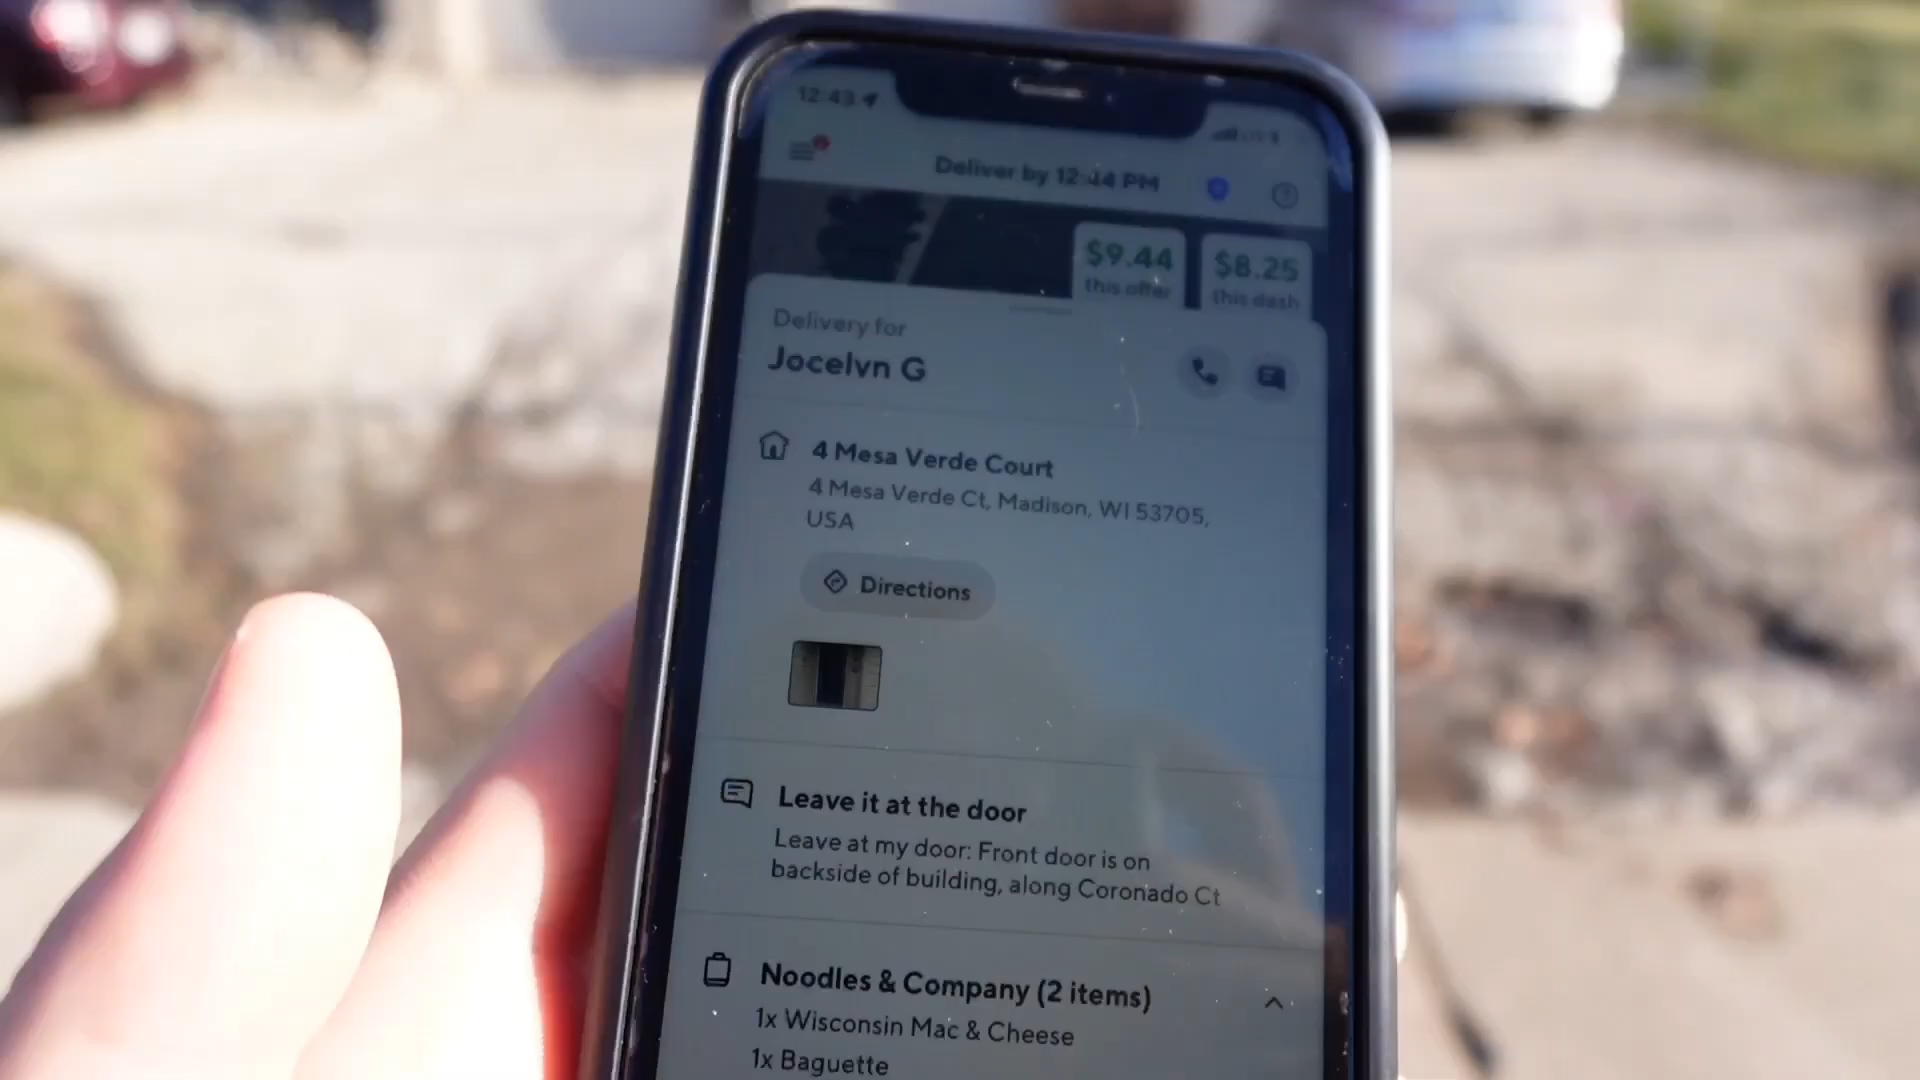 12:43
Deliver by 12:44 PM
$9.44
this offer
$8.25
this dash
Delivery for
Jocelyn G
4 Mesa Verde Court
4 Mesa Verde Ct, Madison, WI 53705,
USA
Directions
Leave it at the door
Leave at my door: Front door is on
backside of building, along Coronado Ct
Noodles & Company (2 items)
1x Wisconsin Mac & Cheese
1x Baguette